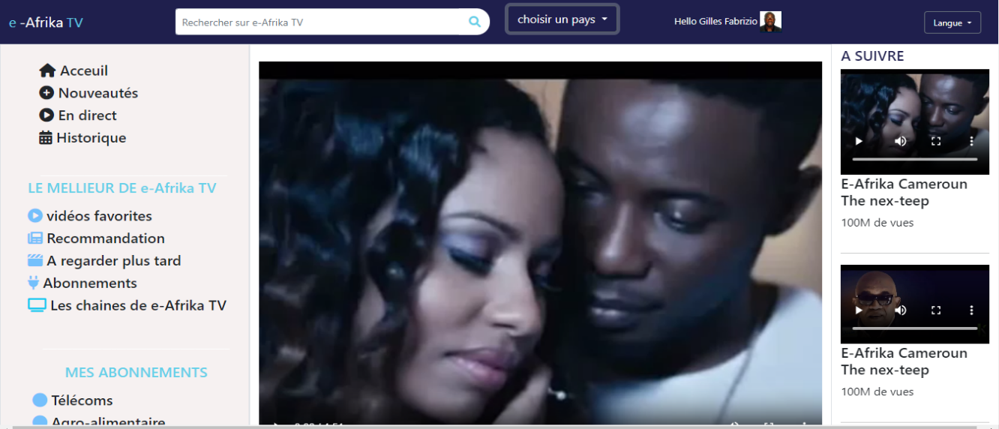 e -Afrika TV
Rechercher sur e-Afrika TV
choisir un pays
Hello Gilles Fabrizio
Langue
Acceuil
Nouveautés
En direct
Historique
LE MELLIEUR DE e-Afrika TV
vidéos favorites
Recommandation
A regarder plus tard
Abonnements
Les chaines de e-Afrika TV
MES ABONNEMENTS
Télécoms
Agro-alimentaire
A SUIVRE
E-Afrika Cameroun
The nex-teep
100M de vues
E-Afrika Cameroun
The nex-teep
100M de vues